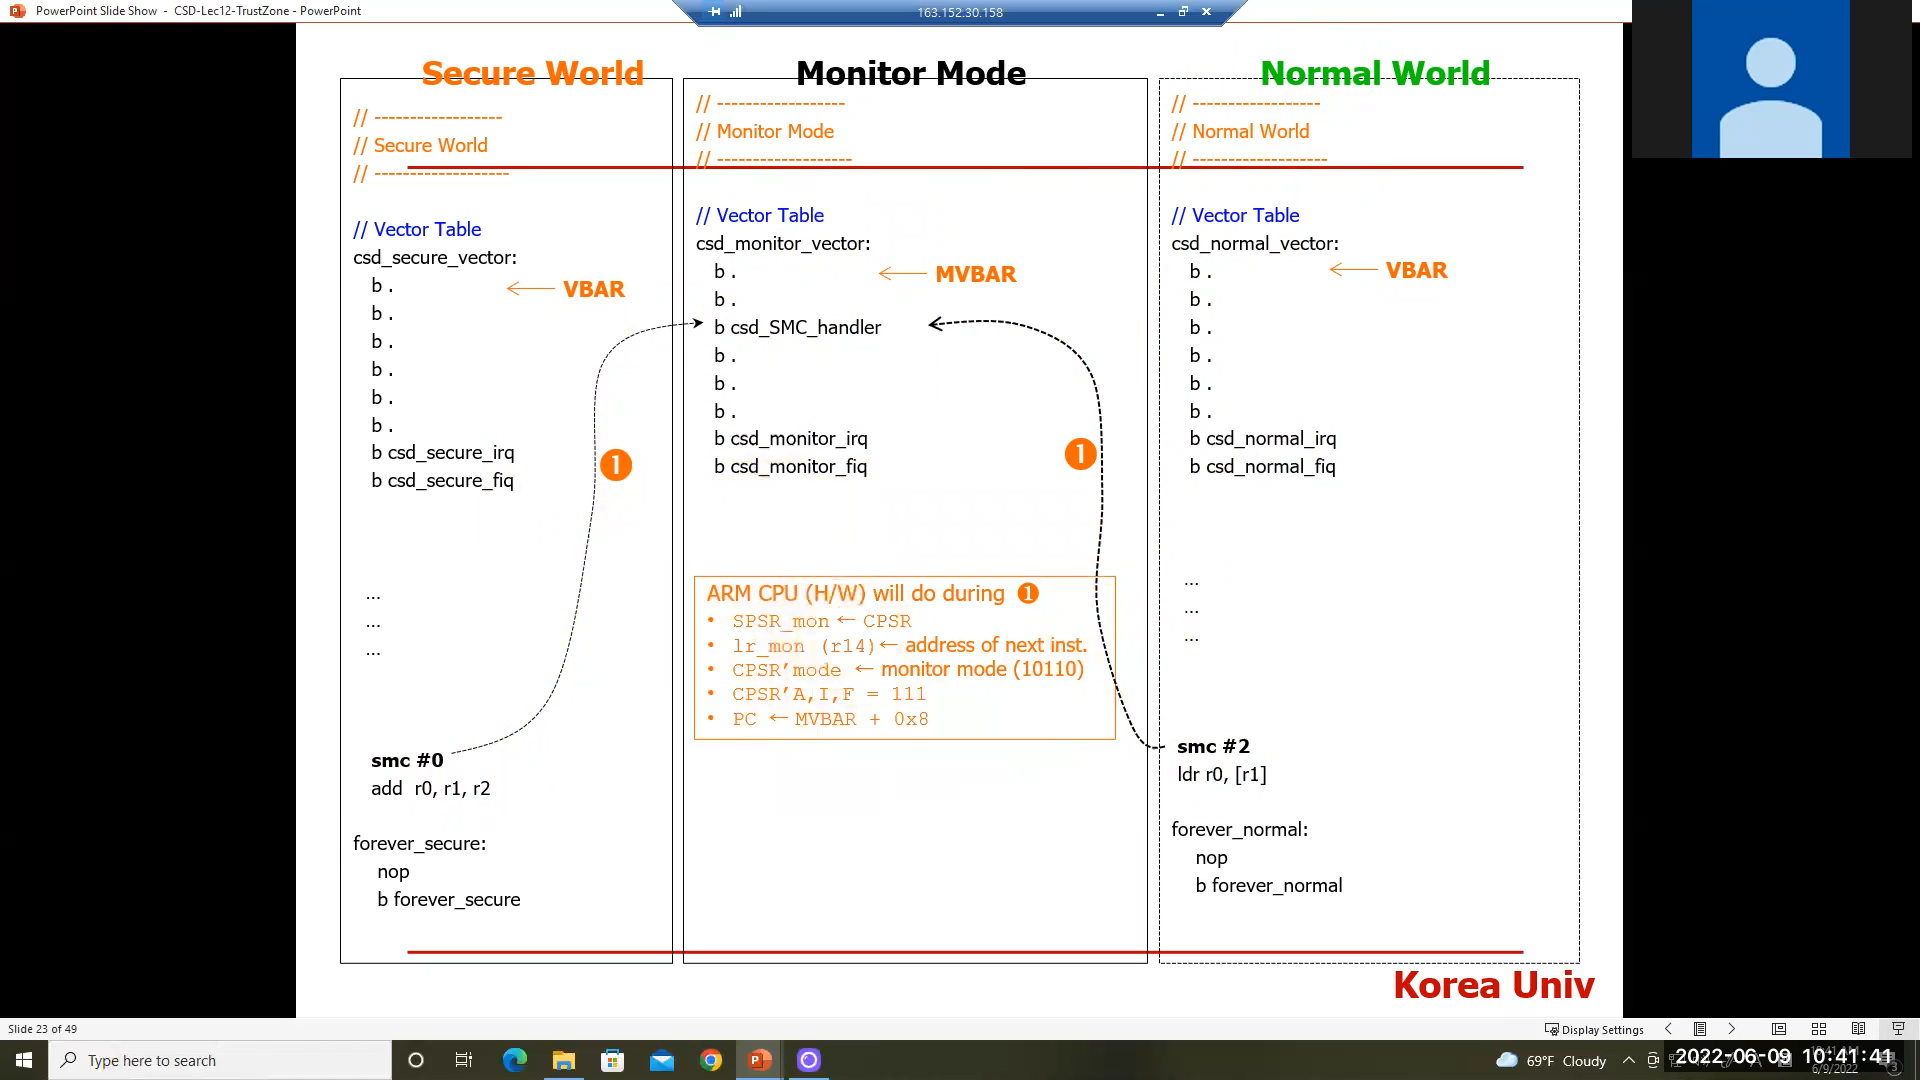 PowerPoint Slide Show - CSD-Lec12-TrustZone - PowerPoint
163.152.30.158
Secure World
// ------------------
// Secure World
// -------------------
// Vector Table
csd_secure_vector:
b .
VBAR
b .
b .
b .
b .
b .
b csd_secure_irq
b csd_secure_fiq
1
...
...
...
smc #0
add r0, r1, r2
forever_secure:
nop
b forever_secure
Monitor Mode
// ------------------
// Monitor Mode
// -------------------
// Vector Table
csd_monitor_vector:
b .
MVBAR
b .
b csd_SMC_handler
b .
b .
b .
b csd_monitor_irq
b csd_monitor_fiq
1
ARM CPU (H/W) will do during 1
• SPSR_mon ← CPSR
• lr_mon (r14)← address of next inst.
• CPSR’mode ← monitor mode (10110)
• CPSR’A,I,F = 111
• PC ← MVBAR + 0x8
Normal World
// ------------------
// Normal World
// -------------------
// Vector Table
csd_normal_vector:
b .
VBAR
b .
b .
b .
b .
b .
b csd_normal_irq
b csd_normal_fiq
...
...
...
smc #2
ldr r0, [r1]
forever_normal:
nop
b forever_normal
Korea Univ
Slide 23 of 49
Display Settings
Type here to search
69°F Cloudy
2022-06-09 10:41:41
6/9/2022